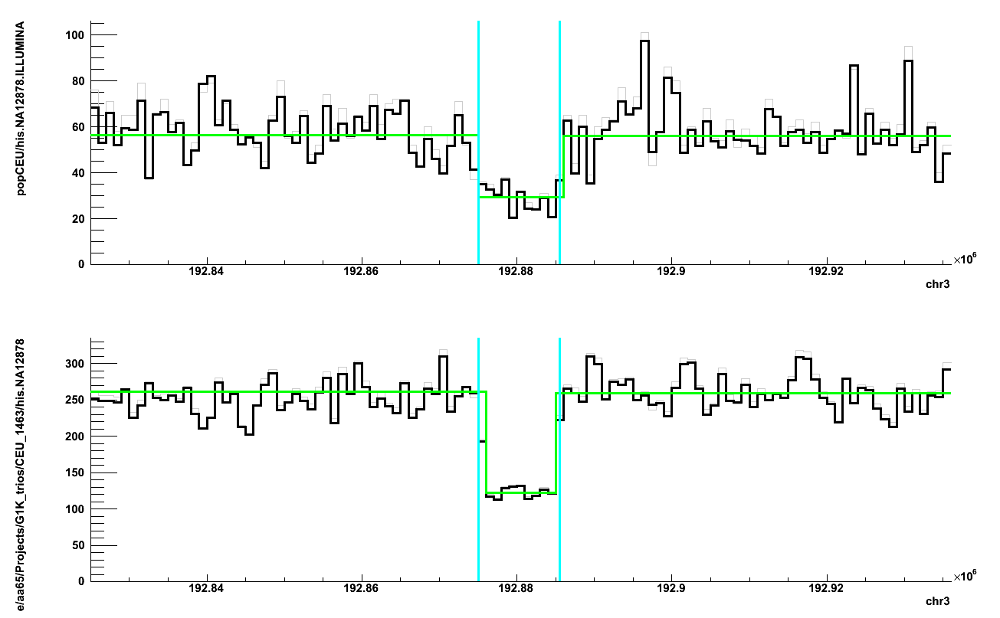 popCEU/his.NA12878.ILLUMINA
100
80
60
40
20
0
192.84 192.86 192.88 192.9 192.92
×10⁶
chr3
e/aa65/Projects/G1K_trios/CEU_1463/his.NA12878
300
250
200
150
100
50
0
192.84 192.86 192.88 192.9 192.92
×10⁶
chr3